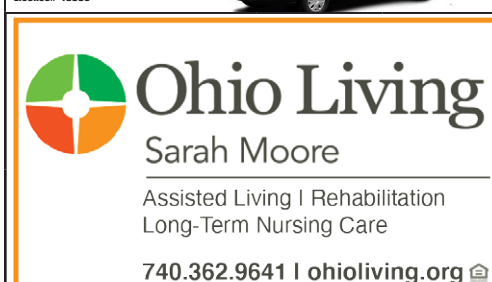 Ohio Living
Sarah Moore
Assisted Living | Rehabilitation
Long-Term Nursing Care
740.362.9641 | ohioliving.org